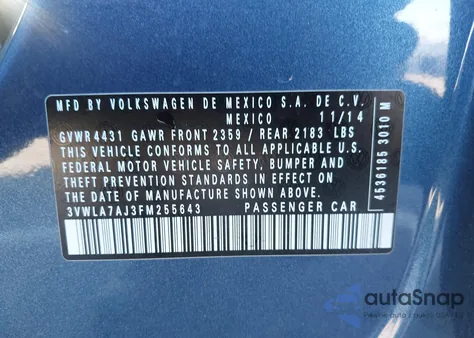 MFD. BY VOLKSWAGEN DE MEXICO S.A. DE C.V.
MEXICO 11/14
GVWR 4431 GAWR FRONT 2359 / REAR 2183 LBS
THIS VEHICLE CONFORMS TO ALL APPLICABLE U.S.
FEDERAL MOTOR VEHICLE SAFETY, BUMPER AND
THEFT PREVENTION STANDARDS IN EFFECT ON
THE DATE OF MANUFACTURE SHOWN ABOVE.
3VWLA7AJ3FM255643 PASSENGER CAR
4536185 3010 M
autoSnap